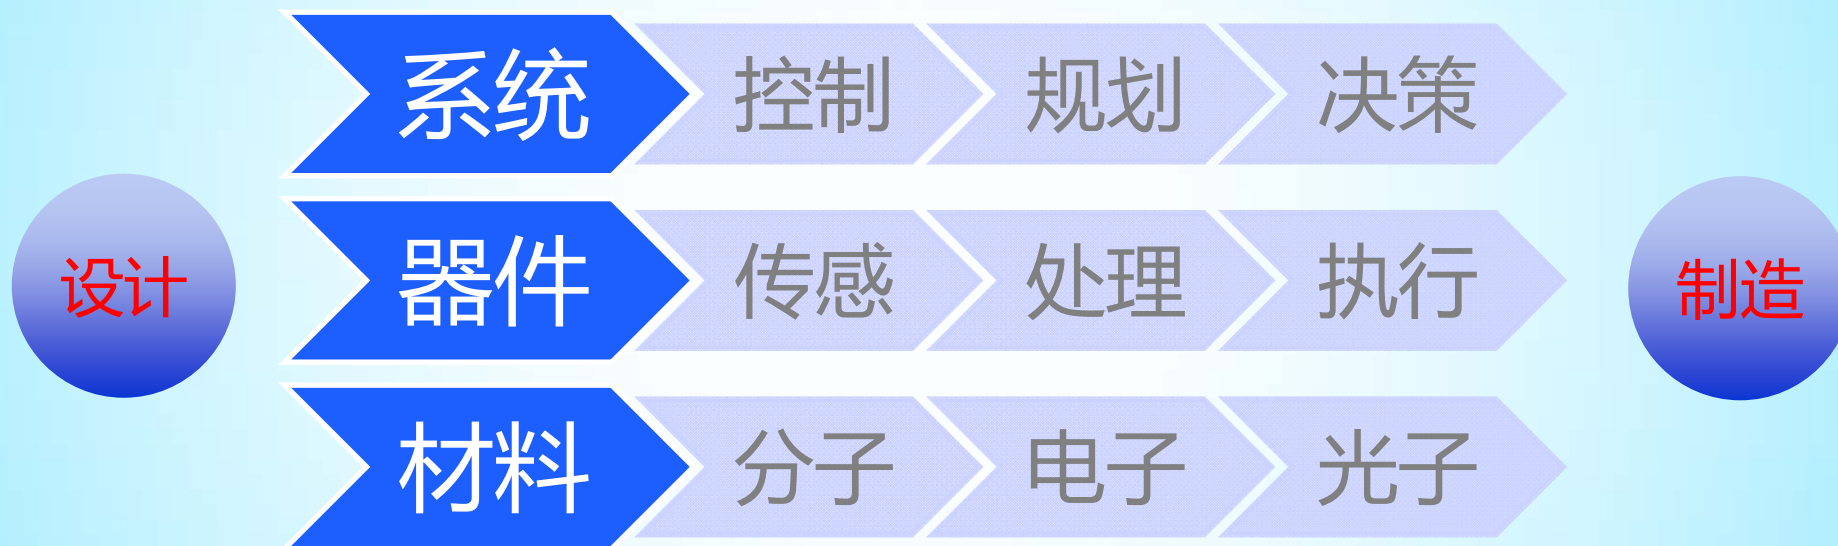 系统 控制 规划 决策
设计
器件 传感 处理 执行
制造
材料 分子 电子 光子